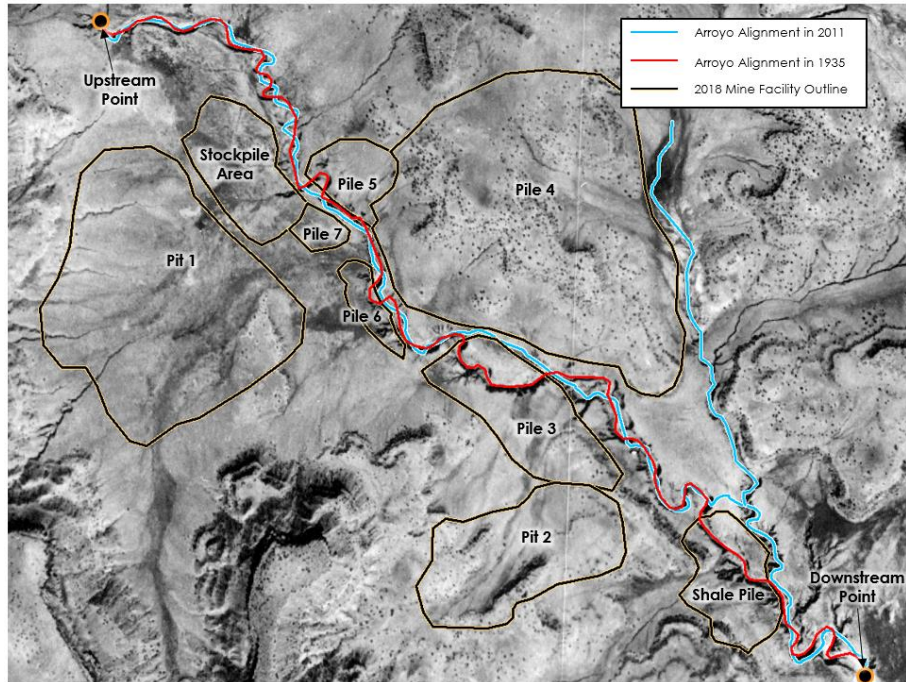 Arroyo Alignment in 2011
Arroyo Alignment in 1935
2018 Mine Facility Outline
Upstream
Point
Stockpile
Area
Pile 5
Pile 4
Pile 7
Pit 1
Pile 6
Pile 3
Pit 2
Shale Pile
Downstream
Point